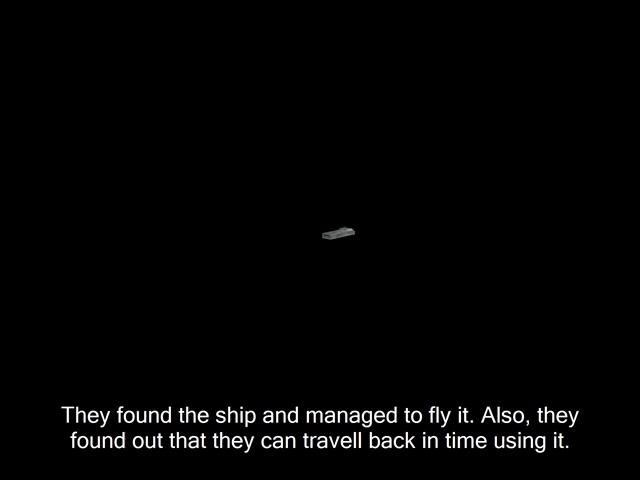 They found the ship and managed to fly it. Also, they
found out that they can travell back in time using it.